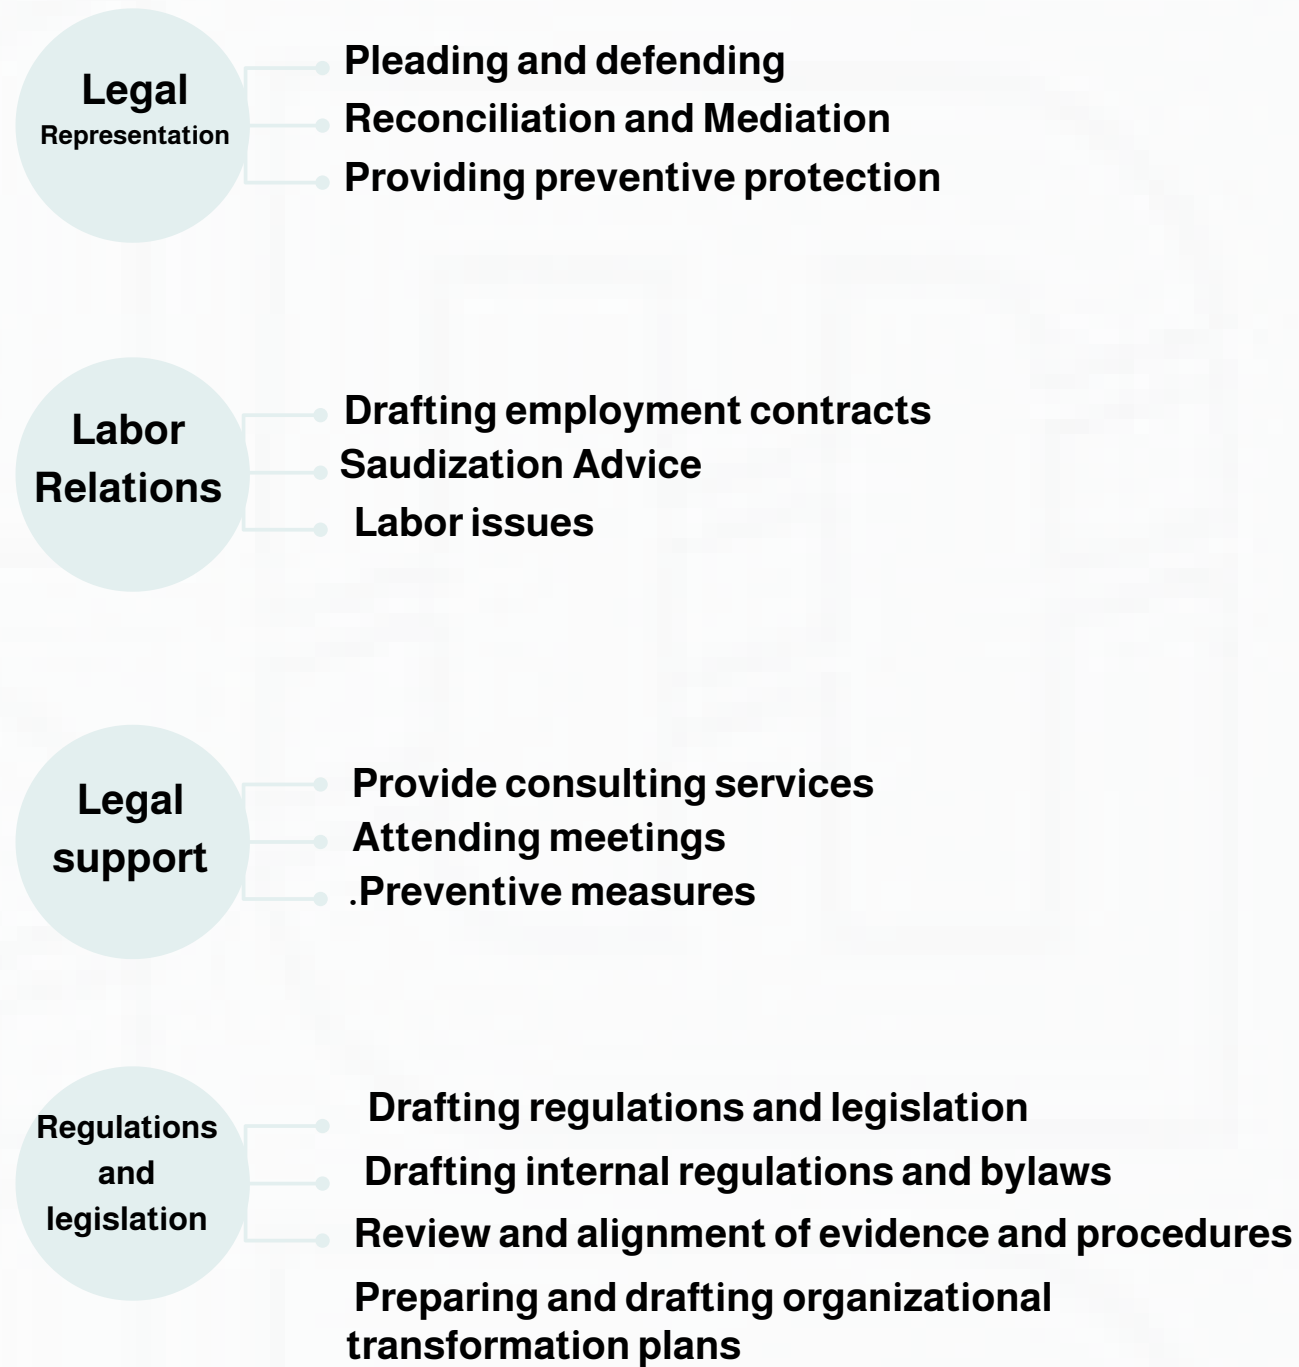 Legal
Representation
Pleading and defending
Reconciliation and Mediation
Providing preventive protection
Labor
Relations
Drafting employment contracts
Saudization Advice
Labor issues
Legal
support
Provide consulting services
Attending meetings
.Preventive measures
Regulations
and
legislation
Drafting regulations and legislation
Drafting internal regulations and bylaws
Review and alignment of evidence and procedures
Preparing and drafting organizational
transformation plans